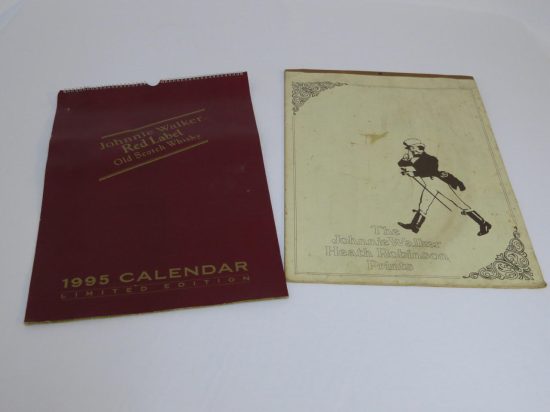 Johnnie Walker
Red Label
Old Scotch Whisky
1995 CALENDAR
LIMITED EDITION
The
Johnnie Walker
Heath Robinson
Prints